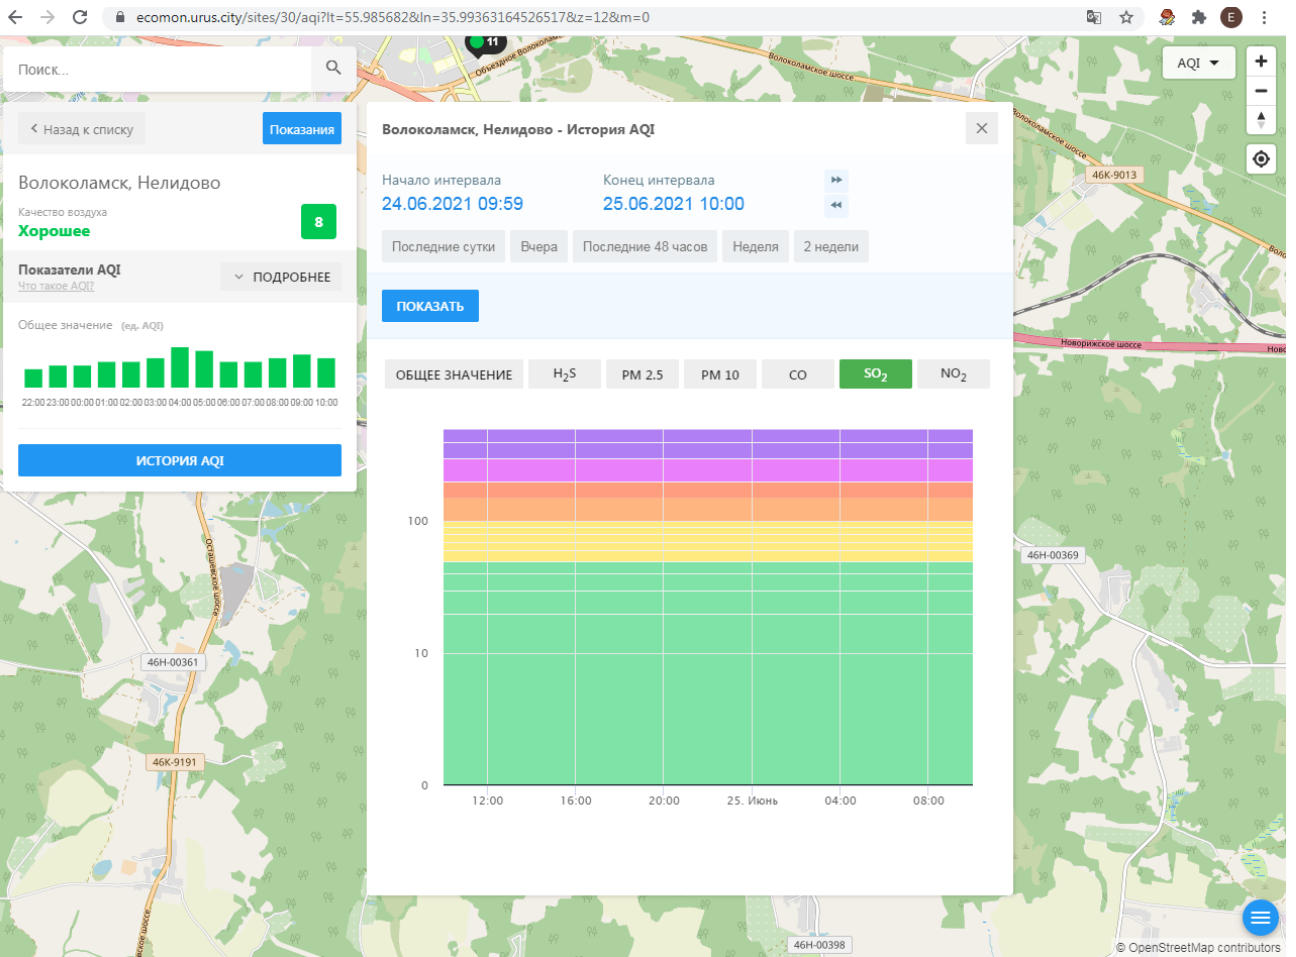 ecomon.urus.city/sites/30/aqi?lt=55.985682&ln=35.99363164526517&z=12&m=0
E
11
Объездное Волоколамск
Волоколамское шоссе
Поиск...
AQI
+
−
Назад к списку
Показания
Волоколамск, Нелидово
Качество воздуха
Хорошее
8
Показатели AQI
Что такое AQI?
ПОДРОБНЕЕ
Общее значение (ед. AQI)
22:00 23:00 00:00 01:00 02:00 03:00 04:00 05:00 06:00 07:00 08:00 09:00 10:00
ИСТОРИЯ AQI
Волоколамск, Нелидово - История AQI
Начало интервала
Конец интервала
24.06.2021 09:59
25.06.2021 10:00
Последние сутки
Вчера
Последние 48 часов
Неделя
2 недели
ПОКАЗАТЬ
ОБЩЕЕ ЗНАЧЕНИЕ
H2S
PM 2.5
PM 10
CO
SO2
NO2
100
10
0
12:00
16:00
20:00
25. Июнь
04:00
08:00
Волоколамское шоссе
46К-9013
Новорижское шоссе
46Н-00369
Осташевское шоссе
46Н-00361
46К-9191
46Н-00398
© OpenStreetMap contributors